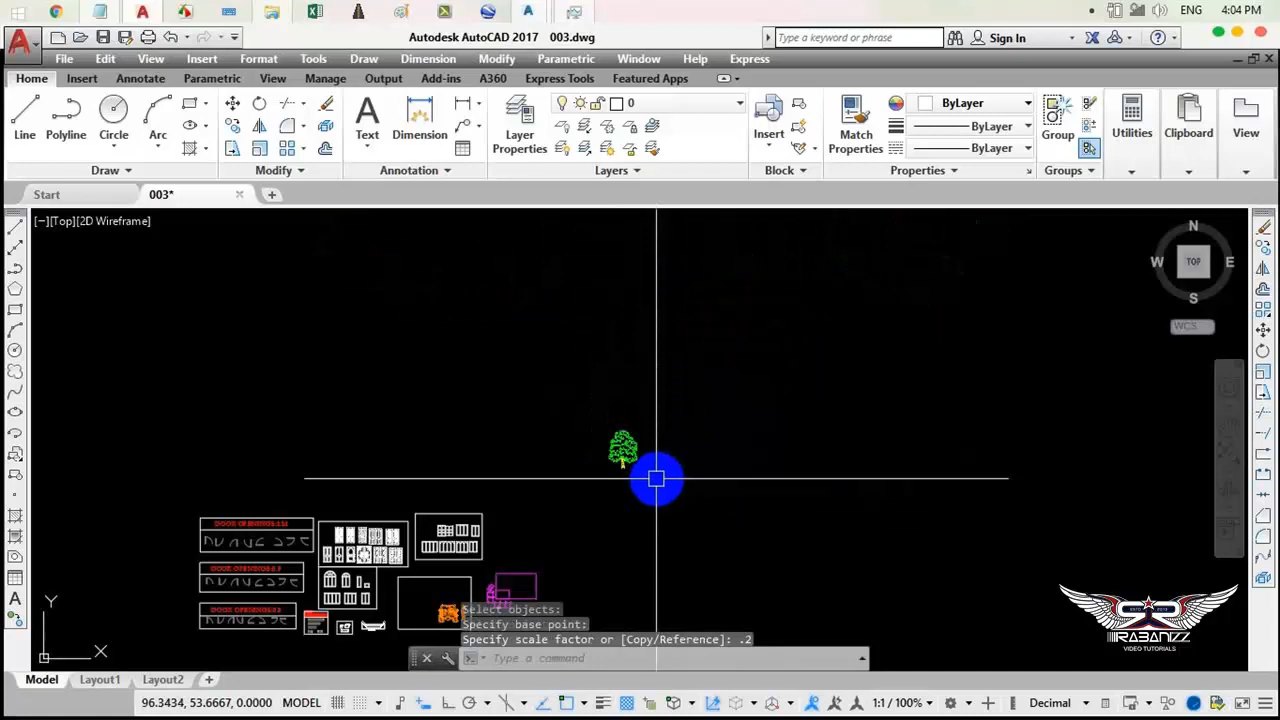 ENG 4:04 PM
Autodesk AutoCAD 2017 003.dwg
Type a keyword or phrase
Sign In
File Edit View Insert Format Tools Draw Dimension Modify Parametric Window Help Express
Home Insert Annotate Parametric View Manage Output Add-ins A360 Express Tools Featured Apps
0
ByLayer
Line Polyline Circle Arc Text Dimension Layer Properties Insert Match Properties Group Utilities Clipboard View
ByLayer
ByLayer
Draw Modify Annotation Layers Block Properties Groups
Start 003*
[−][Top][2D Wireframe]
N
W TOP E
S
WCS
Select objects:
Specify base point:
Specify scale factor or [Copy/Reference]: .2
Type a command
Y
X
IRABANIZZ
VIDEO TUTORIALS
Model Layout1 Layout2
96.3434, 53.6667, 0.0000 MODEL 1:1 / 100% Decimal